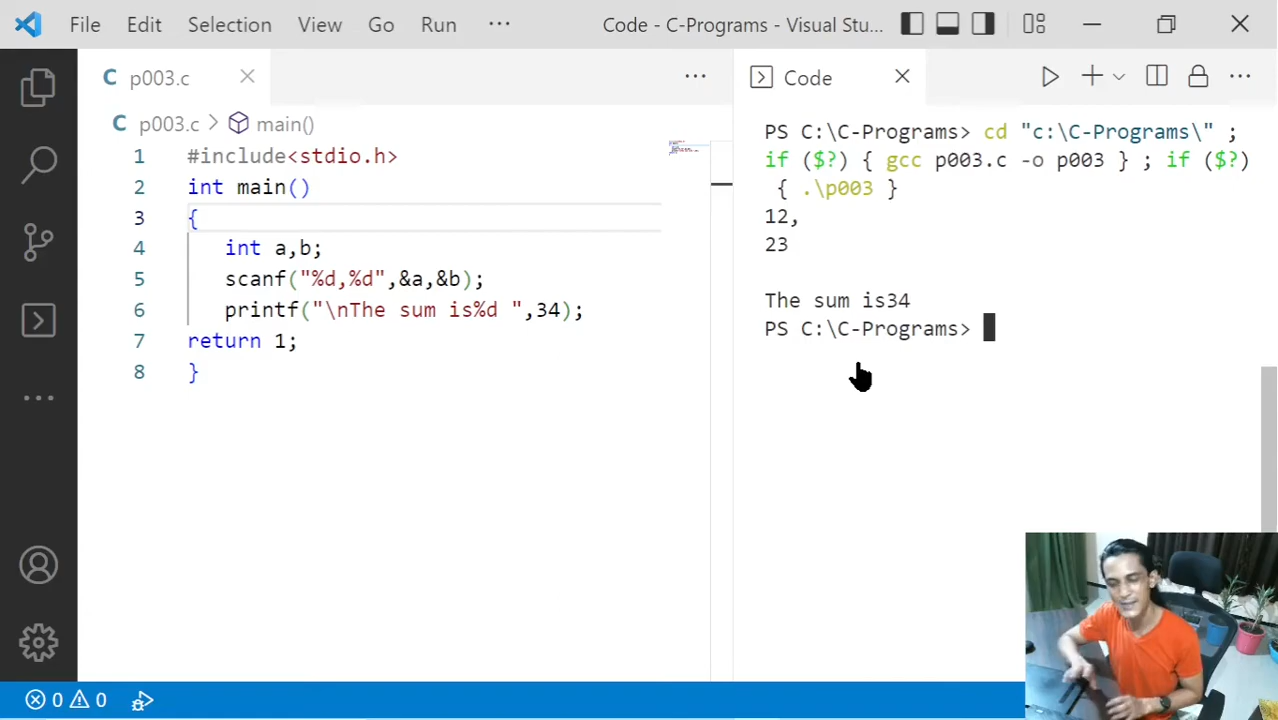 File Edit Selection View Go Run ··· Code - C-Programs - Visual Stu...
C p003.c
Code
C p003.c > main()
1 #include<stdio.h>
2 int main()
3 {
4 int a,b;
5 scanf("%d,%d",&a,&b);
6 printf("\nThe sum is%d ",34);
7 return 1;
8 }
PS C:\C-Programs> cd "c:\C-Programs\" ;
if ($?) { gcc p003.c -o p003 } ; if ($?)
{ .\p003 }
12,
23
The sum is34
PS C:\C-Programs>
0 0